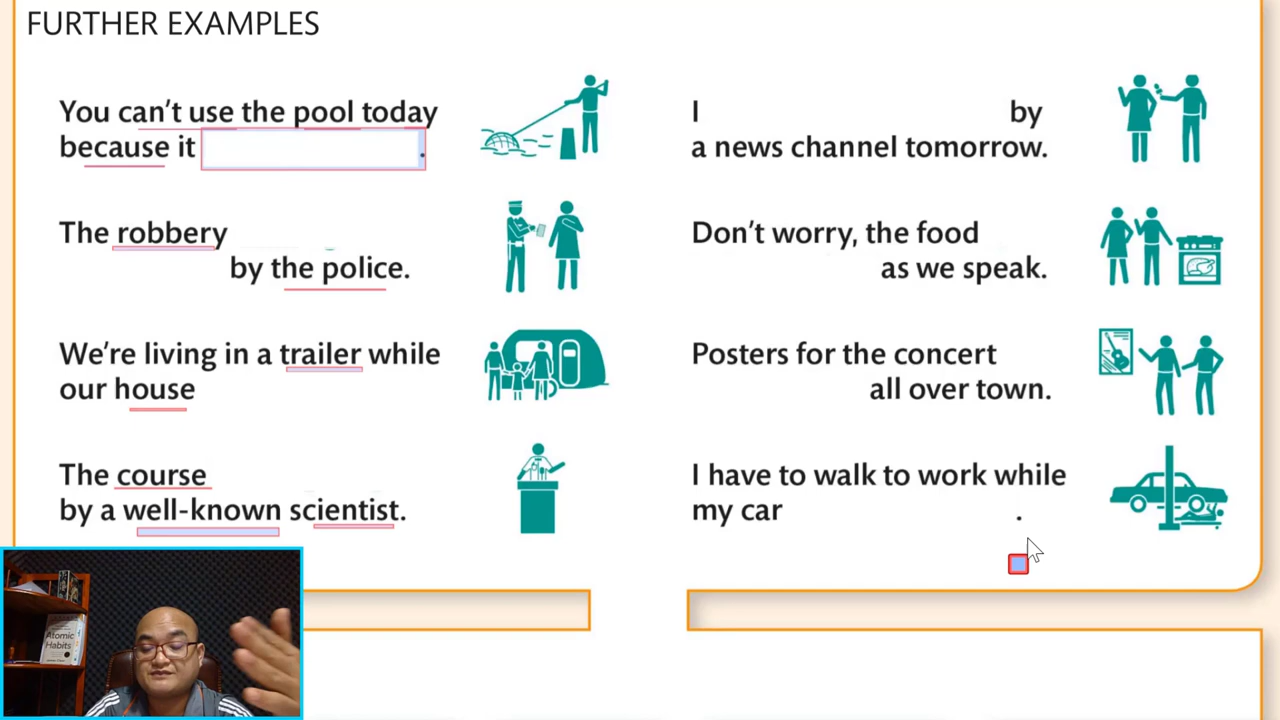 FURTHER EXAMPLES
You can't use the pool today
because it .
The robbery
by the police.
We're living in a trailer while
our house
The course
by a well-known scientist.
I by
a news channel tomorrow.
Don't worry, the food
as we speak.
Posters for the concert
all over town.
I have to walk to work while
my car .
Atomic
Habits